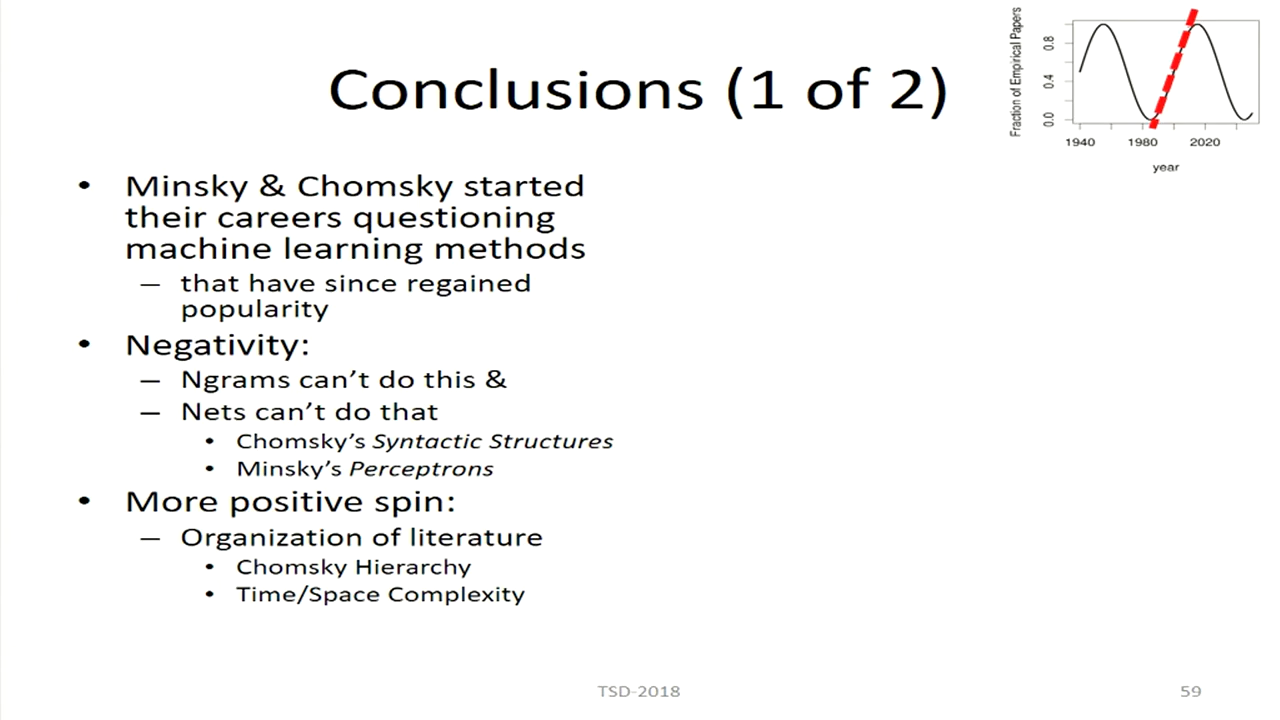 Conclusions (1 of 2)
Fraction of Empirical Papers
0.8
0.4
0.0
1940 1980 2020
year
• Minsky & Chomsky started
their careers questioning
machine learning methods
– that have since regained
popularity
• Negativity:
– Ngrams can’t do this &
– Nets can’t do that
• Chomsky’s Syntactic Structures
• Minsky’s Perceptrons
• More positive spin:
– Organization of literature
• Chomsky Hierarchy
• Time/Space Complexity
TSD-2018
59